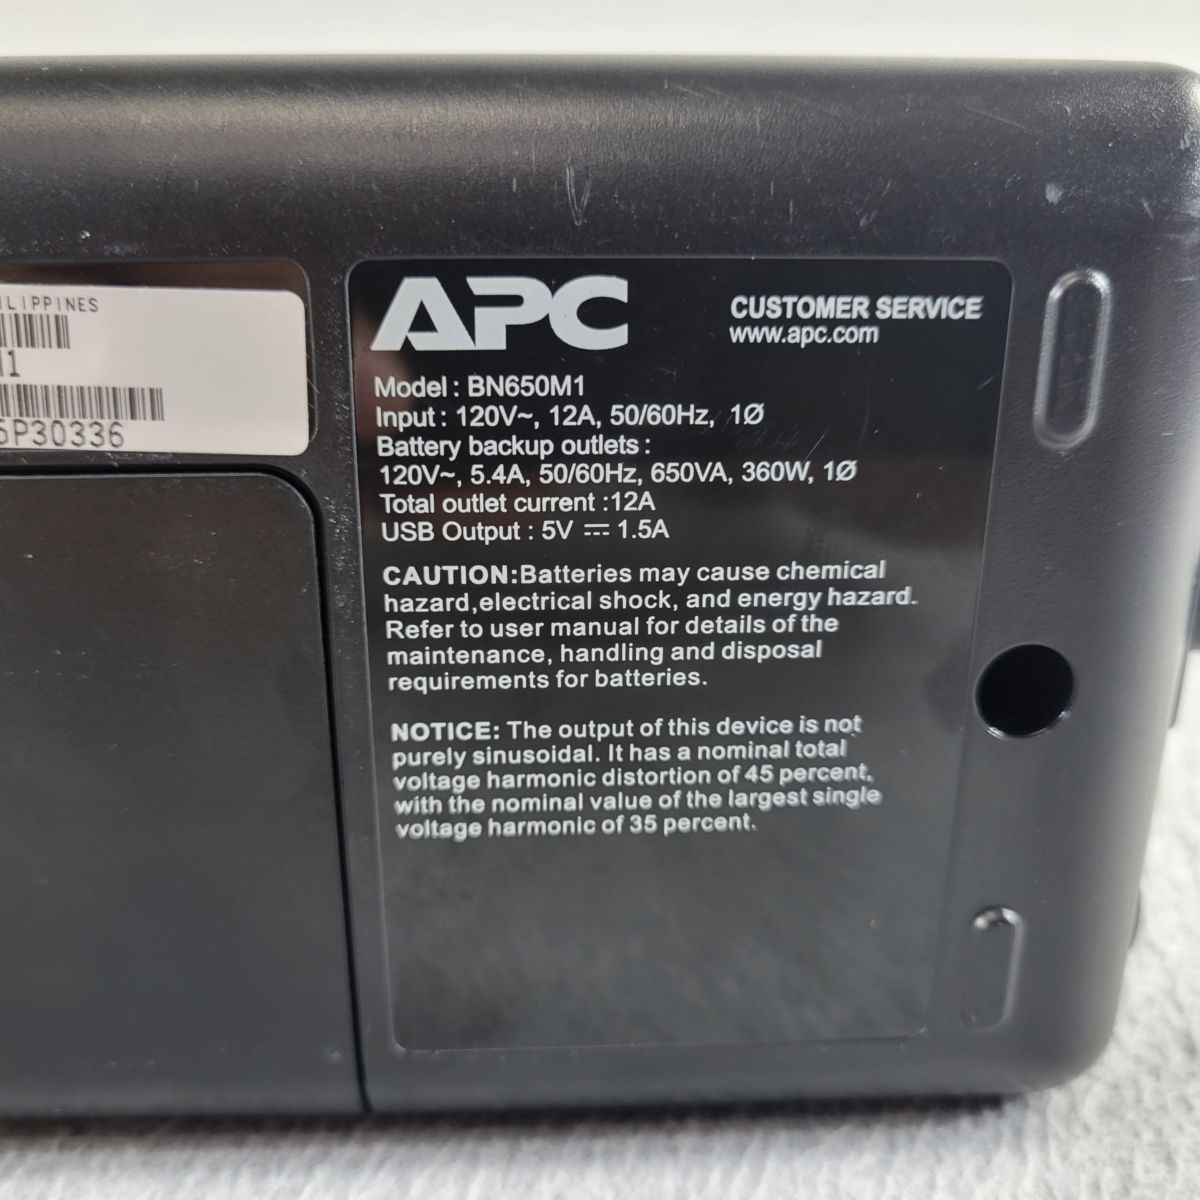 ILIPPINES
5P30336
APC
CUSTOMER SERVICE
www.apc.com
Model : BN650M1
Input : 120V~, 12A, 50/60Hz, 1Ø
Battery backup outlets :
120V~, 5.4A, 50/60Hz, 650VA, 360W, 1Ø
Total outlet current :12A
USB Output : 5V ⎓ 1.5A
CAUTION:Batteries may cause chemical
hazard,electrical shock, and energy hazard.
Refer to user manual for details of the
maintenance, handling and disposal
requirements for batteries.
NOTICE: The output of this device is not
purely sinusoidal. It has a nominal total
voltage harmonic distortion of 45 percent,
with the nominal value of the largest single
voltage harmonic of 35 percent.